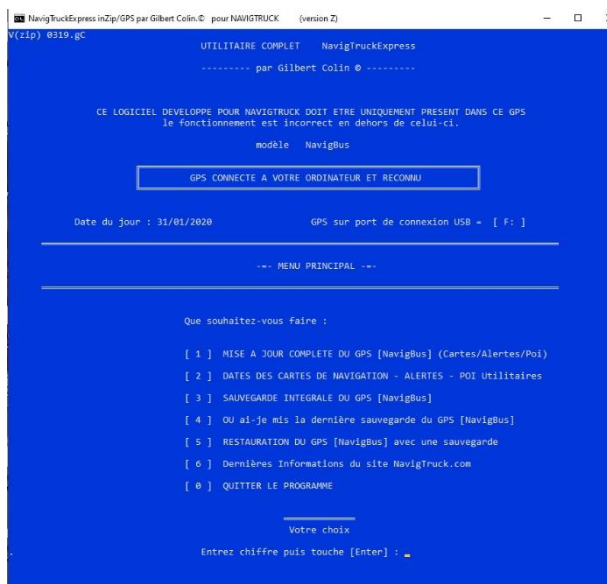 NavigTruckExpress inZip/GPS par Gilbert Colin.© pour NAVIGTRUCK (version Z)
V(zip) 0319.gC
UTILITAIRE COMPLET NavigTruckExpress
--------- par Gilbert Colin © ---------
CE LOGICIEL DEVELOPPE POUR NAVIGTRUCK DOIT ETRE UNIQUEMENT PRESENT DANS CE GPS
le fonctionnement est incorrect en dehors de celui-ci.
modèle NavigBus
GPS CONNECTE A VOTRE ORDINATEUR ET RECONNU
Date du jour : 31/01/2020 GPS sur port de connexion USB = [ F: ]
-=- MENU PRINCIPAL -=-
Que souhaitez-vous faire :
[ 1 ] MISE A JOUR COMPLETE DU GPS [NavigBus] (Cartes/Alertes/Poi)
[ 2 ] DATES DES CARTES DE NAVIGATION - ALERTES - POI Utilitaires
[ 3 ] SAUVEGARDE INTEGRALE DU GPS [NavigBus]
[ 4 ] OU ai-je mis la dernière sauvegarde du GPS [NavigBus]
[ 5 ] RESTAURATION DU GPS [NavigBus] avec une sauvegarde
[ 6 ] Dernières Informations du site NavigTruck.com
[ 0 ] QUITTER LE PROGRAMME
Votre choix
. Entrez chiffre puis touche [Enter] : _